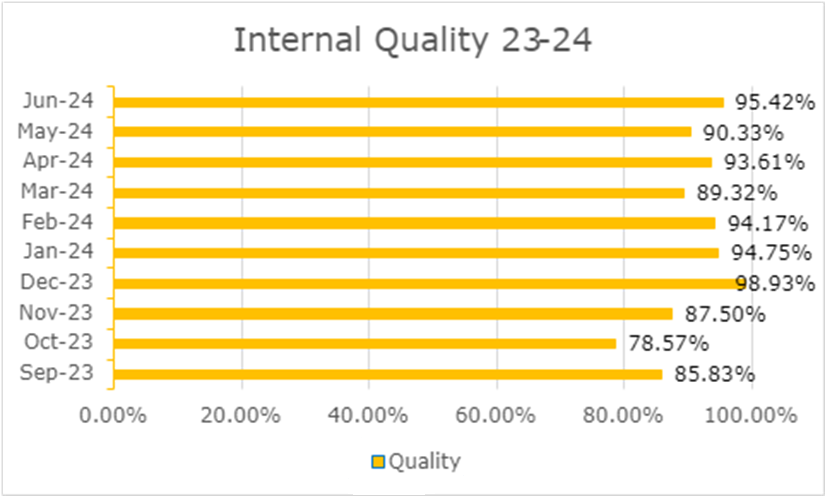 Internal Quality 23-24
Jun-24 95.42%
May-24 90.33%
Apr-24 93.61%
Mar-24 89.32%
Feb-24 94.17%
Jan-24 94.75%
Dec-23 98.93%
Nov-23 87.50%
Oct-23 78.57%
Sep-23 85.83%
0.00% 20.00% 40.00% 60.00% 80.00% 100.00%
Quality